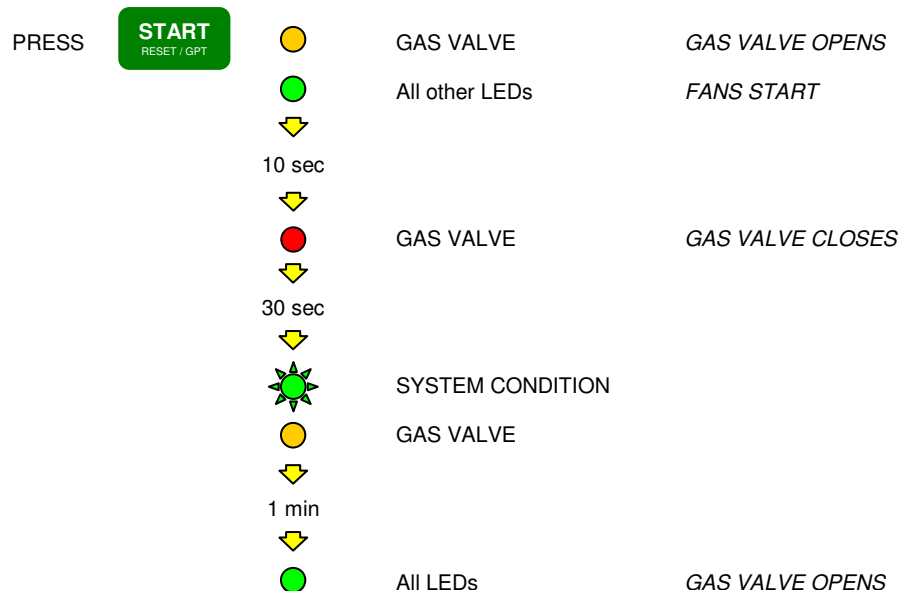 PRESS START GAS VALVE GAS VALVE OPENS
RESET / GPT
All other LEDs FANS START
10 sec
GAS VALVE GAS VALVE CLOSES
30 sec
SYSTEM CONDITION
GAS VALVE
1 min
All LEDs GAS VALVE OPENS